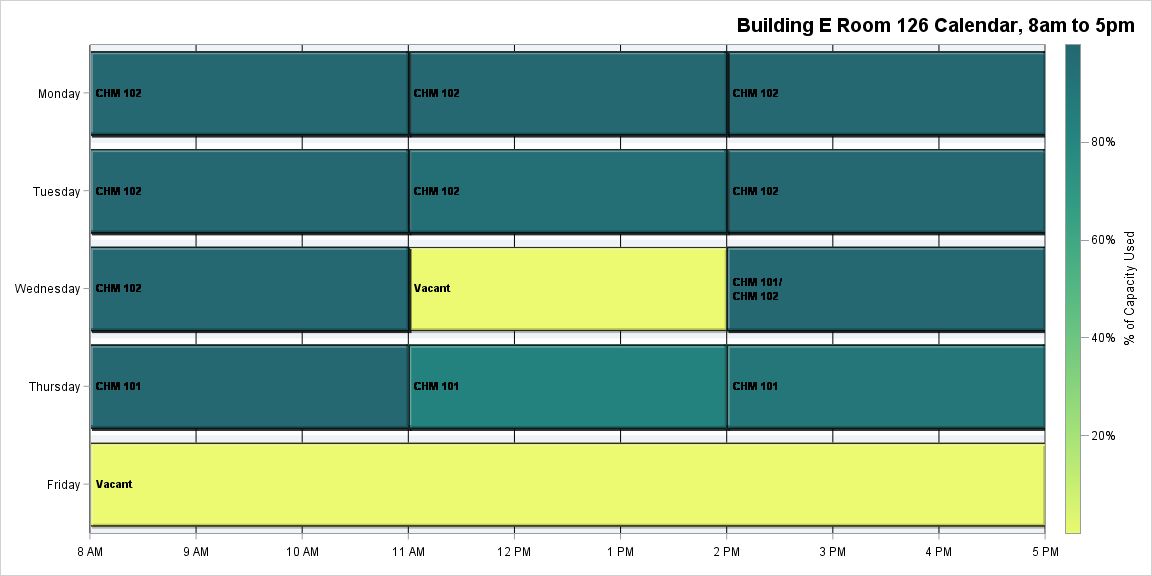 Building E Room 126 Calendar, 8am to 5pm
Monday
CHM 102
CHM 102
CHM 102
Tuesday
CHM 102
CHM 102
CHM 102
Wednesday
CHM 102
Vacant
CHM 101/
CHM 102
Thursday
CHM 101
CHM 101
CHM 101
Friday
Vacant
8 AM
9 AM
10 AM
11 AM
12 PM
1 PM
2 PM
3 PM
4 PM
5 PM
80%
60%
40%
20%
% of Capacity Used